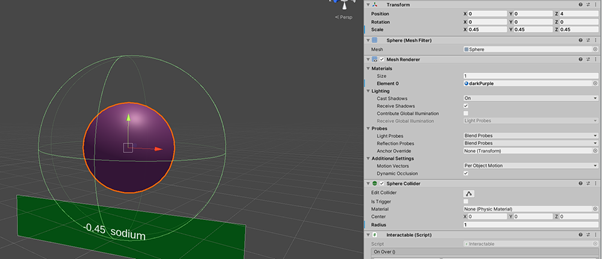 Persp
-0.45 sodium
Transform
Position X 0 Y 0 Z 4
Rotation X 0 Y 0 Z 0
Scale X 0.45 Y 0.45 Z 0.45
Sphere (Mesh Filter)
Mesh Sphere
Mesh Renderer
Materials
Size 1
Element 0 darkPurple
Lighting
Cast Shadows On
Receive Shadows
Contribute Global Illumination
Receive Global Illumination Light Probes
Probes
Light Probes Blend Probes
Reflection Probes Blend Probes
Anchor Override None (Transform)
Additional Settings
Motion Vectors Per Object Motion
Dynamic Occlusion
Sphere Collider
Edit Collider
Is Trigger
Material None (Physic Material)
Center X 0 Y 0 Z 0
Radius 1
Interactable (Script)
Script Interactable
On Over ()